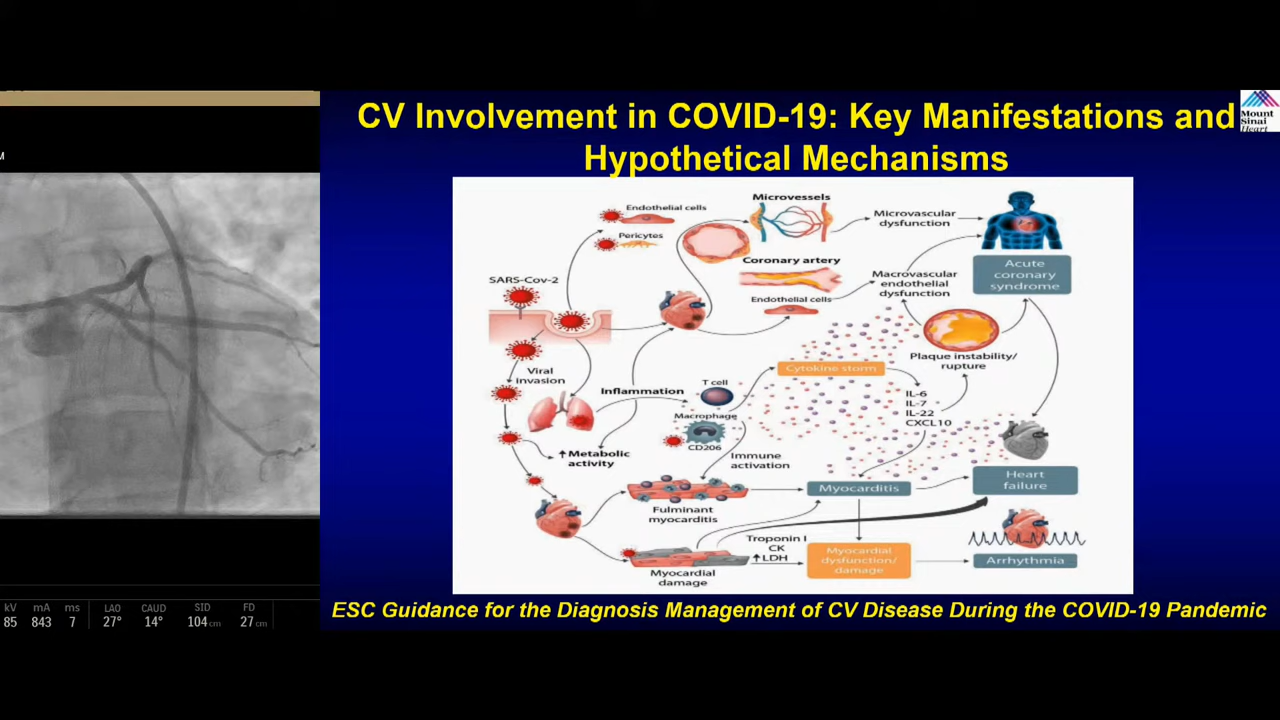 CV Involvement in COVID-19: Key Manifestations and
Hypothetical Mechanisms
Mount
Sinai
Heart
M
Microvessels
Endothelial cells
Pericytes
Microvascular
dysfunction
Coronary artery
Macrovascular
endothelial
dysfunction
Acute
coronary
syndrome
SARS-Cov-2
Endothelial cells
Plaque instability/
rupture
Viral
invasion
Cytokine storm
Inflammation
T cell
IL-6
IL-7
IL-22
CXCL10
Macrophage
CD206
Metabolic
activity
Immune
activation
Heart
failure
Myocarditis
Fulminant
myocarditis
Troponin I
CK
LDH
Myocardial
dysfunction/
damage
Arrhythmia
Myocardial
damage
kV mA ms LAO CAUD SID FD
85 843 7 27° 14° 104 cm 27 cm
ESC Guidance for the Diagnosis Management of CV Disease During the COVID-19 Pandemic